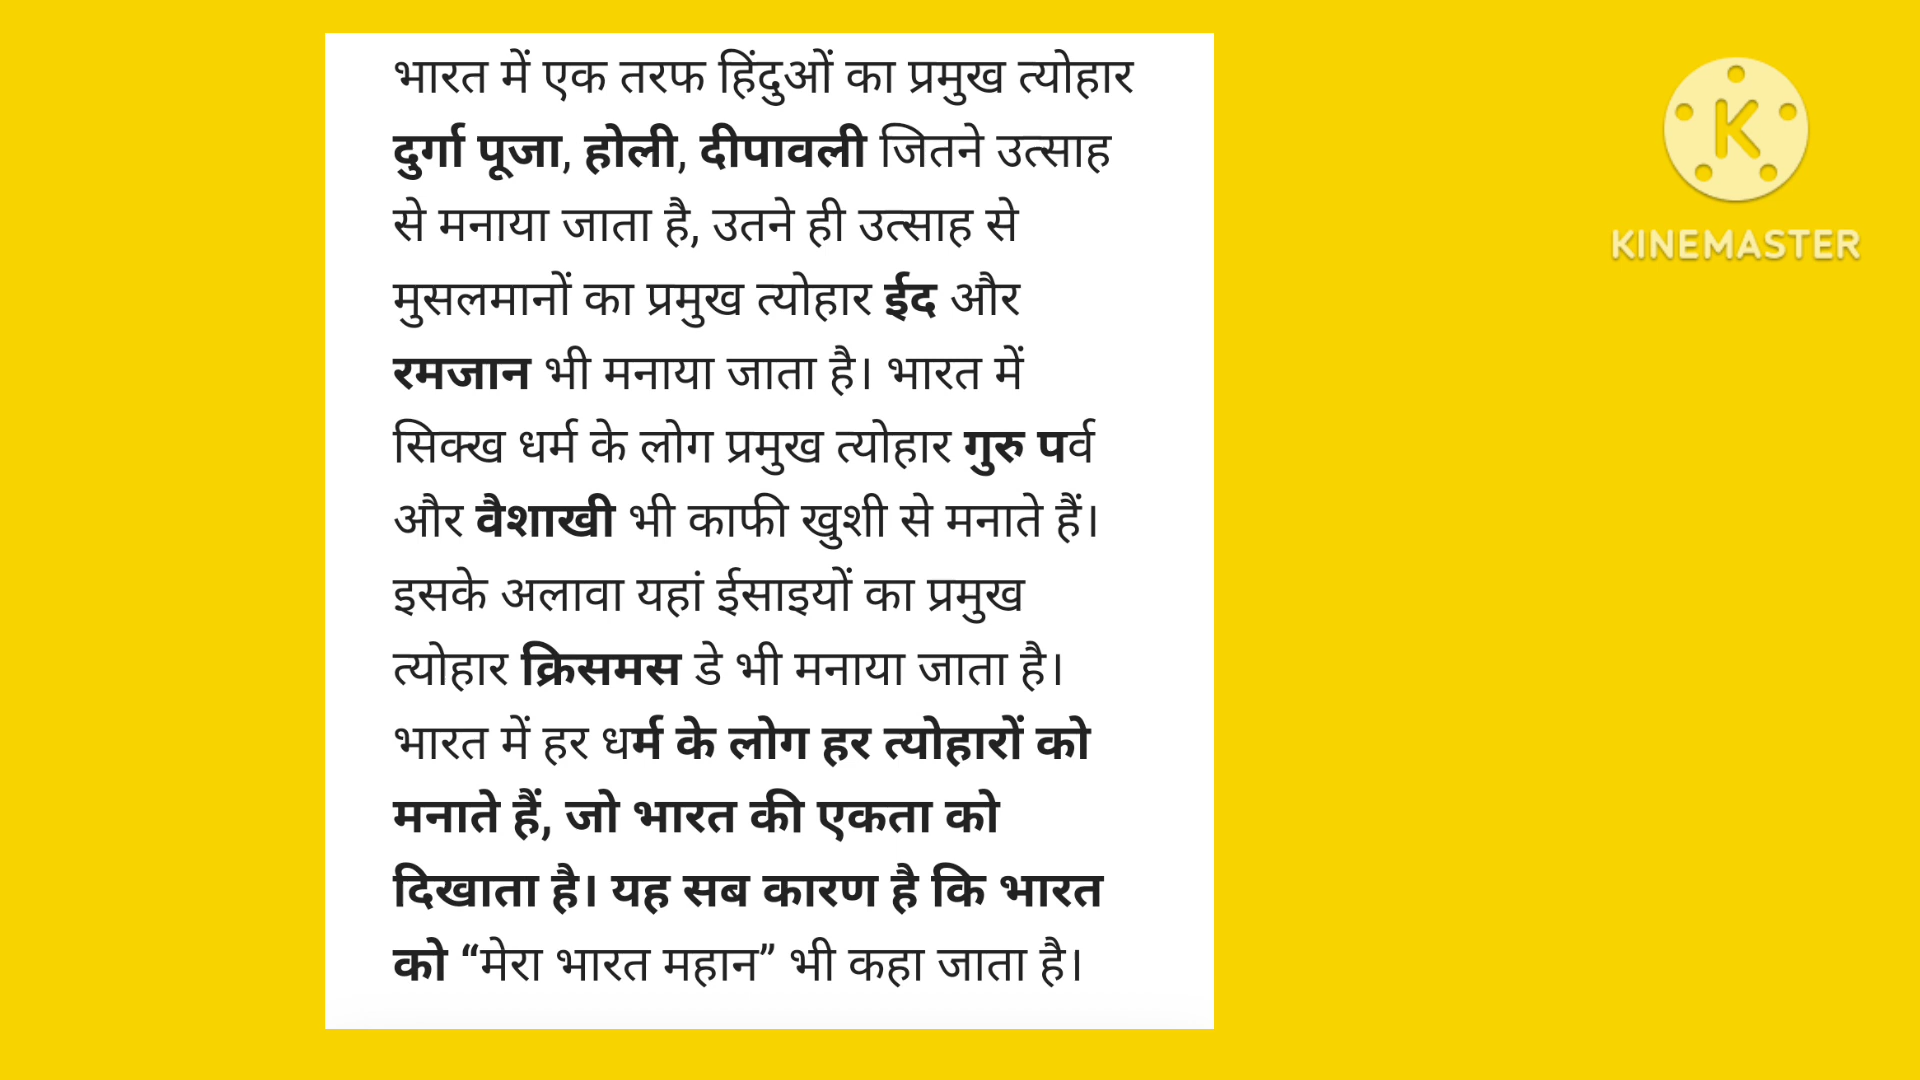 भारत में एक तरफ हिंदुओं का प्रमुख त्योहार
दुर्गा पूजा, होली, दीपावली जितने उत्साह
से मनाया जाता है, उतने ही उत्साह से
मुसलमानों का प्रमुख त्योहार ईद और
रमजान भी मनाया जाता है। भारत में
सिक्ख धर्म के लोग प्रमुख त्योहार गुरु पर्व
और वैशाखी भी काफी खुशी से मनाते हैं।
इसके अलावा यहां ईसाइयों का प्रमुख
त्योहार क्रिसमस डे भी मनाया जाता है।
भारत में हर धर्म के लोग हर त्योहारों को
मनाते हैं, जो भारत की एकता को
दिखाता है। यह सब कारण है कि भारत
को “मेरा भारत महान” भी कहा जाता है।
K
KINEMASTER